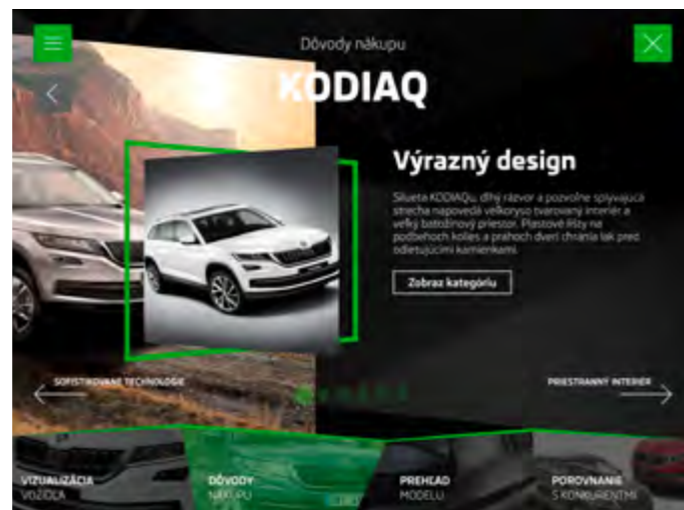 Dôvody nákupu
KODIAQ
Výrazný design
Silueta KODIAQu, dlhý rázvor a pozvoľne splývajúca
strecha napovedá veľkoryso tvarovaný interiér a
veľký batožinový priestor. Plastové lišty na
podbehoch kolies a prahoch dverí chránia lak pred
odletujúcimi kamienkami.
Zobraz kategóriu
SOFISTIKOVANÉ TECHNOLÓGIE
PRIESTRANNÝ INTERIÉR
VIZUALIZÁCIA
VOZIDLA
DÔVODY
NÁKUPU
PREHĽAD
MODELU
POROVNANIE
S KONKURENTMI